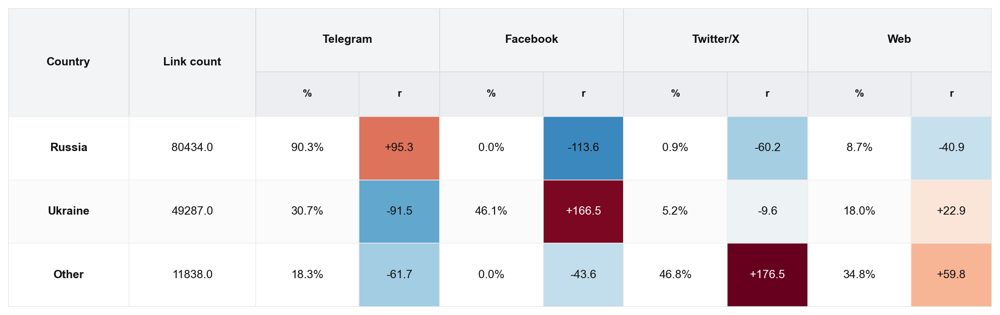 Country Link count Telegram Facebook Twitter/X Web
% r % r % r % r
Russia 80434.0 90.3% +95.3 0.0% -113.6 0.9% -60.2 8.7% -40.9
Ukraine 49287.0 30.7% -91.5 46.1% +166.5 5.2% -9.6 18.0% +22.9
Other 11838.0 18.3% -61.7 0.0% -43.6 46.8% +176.5 34.8% +59.8